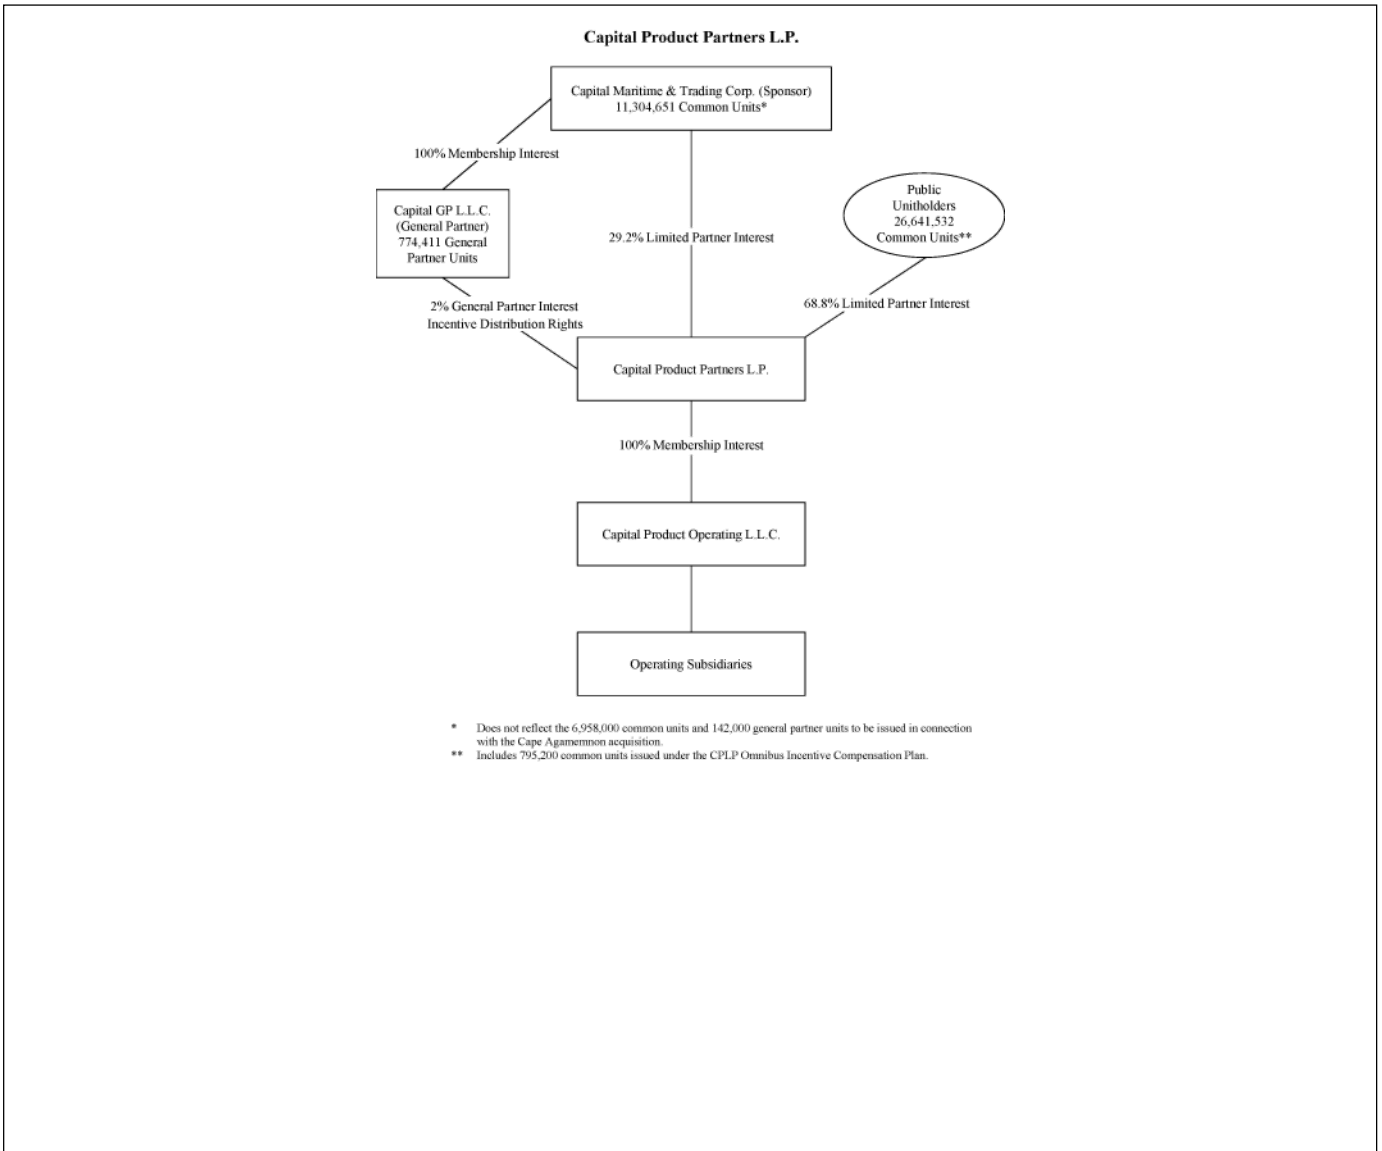 Capital Product Partners L.P.
Capital Maritime & Trading Corp. (Sponsor)
11,304,651 Common Units*
100% Membership Interest
Public
Unitholders
26,641,532
Common Units**
Capital GP L.L.C.
(General Partner)
774,411 General
Partner Units
29.2% Limited Partner Interest
2% General Partner Interest
Incentive Distribution Rights
68.8% Limited Partner Interest
Capital Product Partners L.P.
100% Membership Interest
Capital Product Operating L.L.C.
Operating Subsidiaries
* Does not reflect the 6,958,000 common units and 142,000 general partner units to be issued in connection
with the Cape Agamemnon acquisition.
** Includes 795,200 common units issued under the CPLP Omnibus Incentive Compensation Plan.